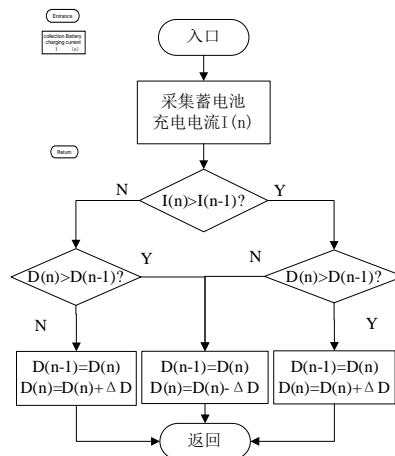 Entrance
入口
collection Battery
charging current
I (n)
采集蓄电池
充电电流I(n)
Return
N
I(n)>I(n-1)?
Y
D(n)>D(n-1)?
Y
N
D(n)>D(n-1)?
N
Y
D(n-1)=D(n)
D(n)=D(n)+ΔD
D(n-1)=D(n)
D(n)=D(n)-ΔD
D(n-1)=D(n)
D(n)=D(n)+ΔD
返回